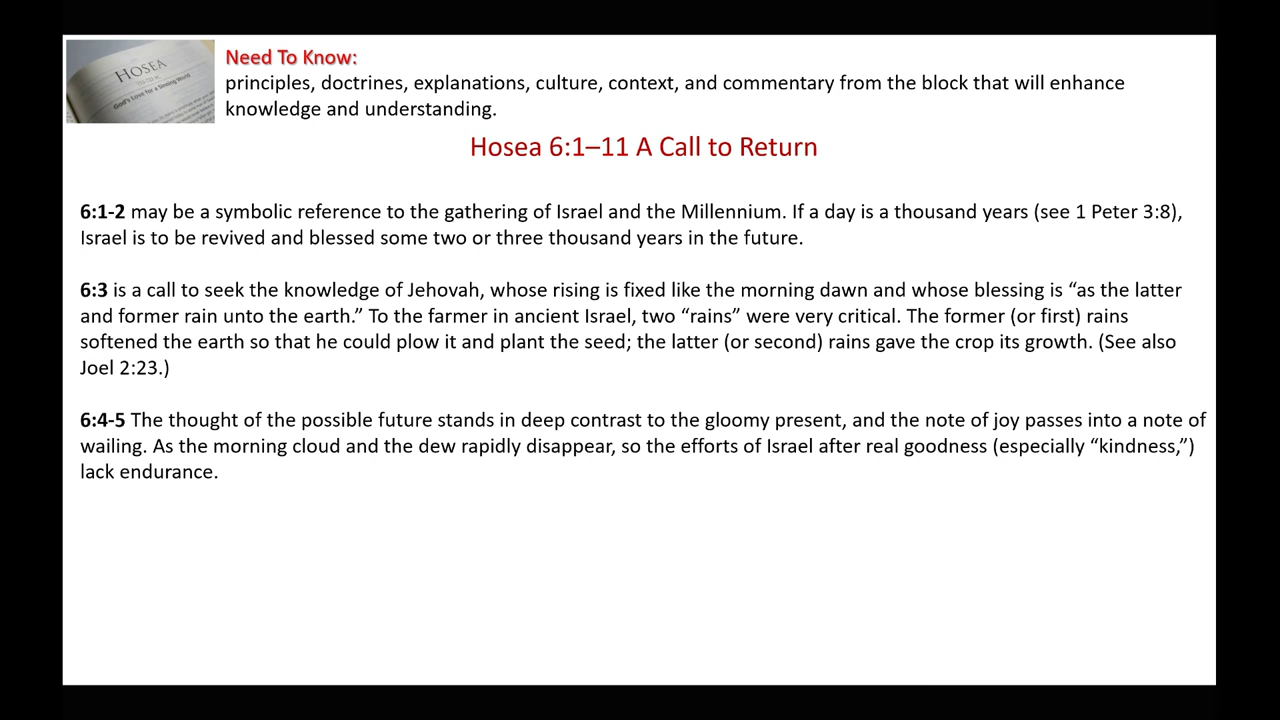 HOSEA
God's Love for a Sinning World
Need To Know:
principles, doctrines, explanations, culture, context, and commentary from the block that will enhance
knowledge and understanding.
Hosea 6:1–11 A Call to Return
6:1-2 may be a symbolic reference to the gathering of Israel and the Millennium. If a day is a thousand years (see 1 Peter 3:8),
Israel is to be revived and blessed some two or three thousand years in the future.
6:3 is a call to seek the knowledge of Jehovah, whose rising is fixed like the morning dawn and whose blessing is “as the latter
and former rain unto the earth.” To the farmer in ancient Israel, two “rains” were very critical. The former (or first) rains
softened the earth so that he could plow it and plant the seed; the latter (or second) rains gave the crop its growth. (See also
Joel 2:23.)
6:4-5 The thought of the possible future stands in deep contrast to the gloomy present, and the note of joy passes into a note of
wailing. As the morning cloud and the dew rapidly disappear, so the efforts of Israel after real goodness (especially “kindness,”)
lack endurance.